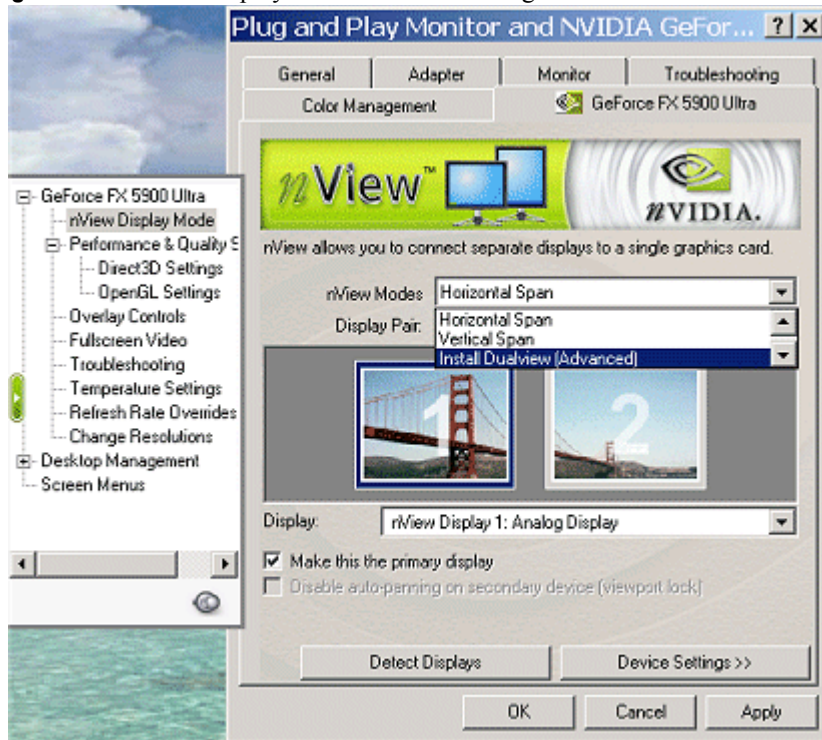 Plug and Play Monitor and NVIDIA GeFor...
General
Adapter
Monitor
Troubleshooting
Color Management
GeForce FX 5900 Ultra
nView™
nVIDIA.
nView allows you to connect separate displays to a single graphics card.
nView Modes
Horizontal Span
Display Pair:
Horizontal Span
Vertical Span
Install Dualview (Advanced)
1
2
Display:
nView Display 1: Analog Display
Make this the primary display
Disable auto-panning on secondary device (viewport lock)
Detect Displays
Device Settings >>
OK
Cancel
Apply
GeForce FX 5900 Ultra
nView Display Mode
Performance & Quality S
Direct3D Settings
OpenGL Settings
Overlay Controls
Fullscreen Video
Troubleshooting
Temperature Settings
Refresh Rate Overrides
Change Resolutions
Desktop Management
Screen Menus